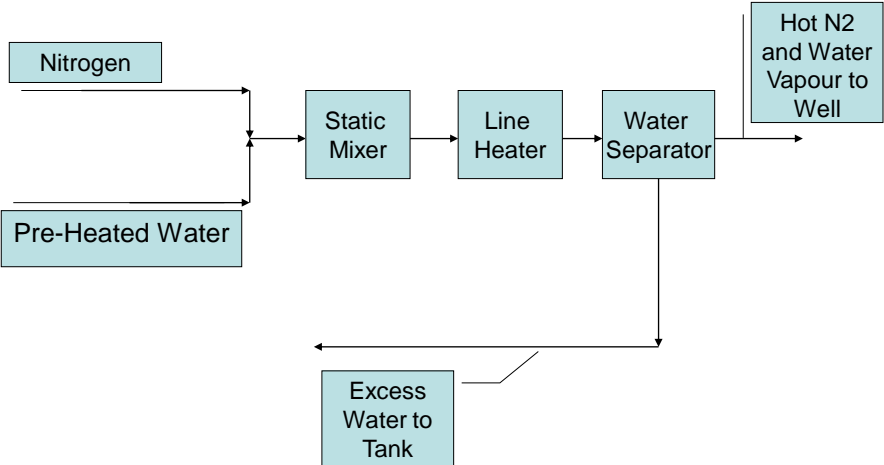 Nitrogen
Pre-Heated Water
Static
Mixer
Line
Heater
Water
Separator
Hot N2
and Water
Vapour to
Well
Excess
Water to
Tank